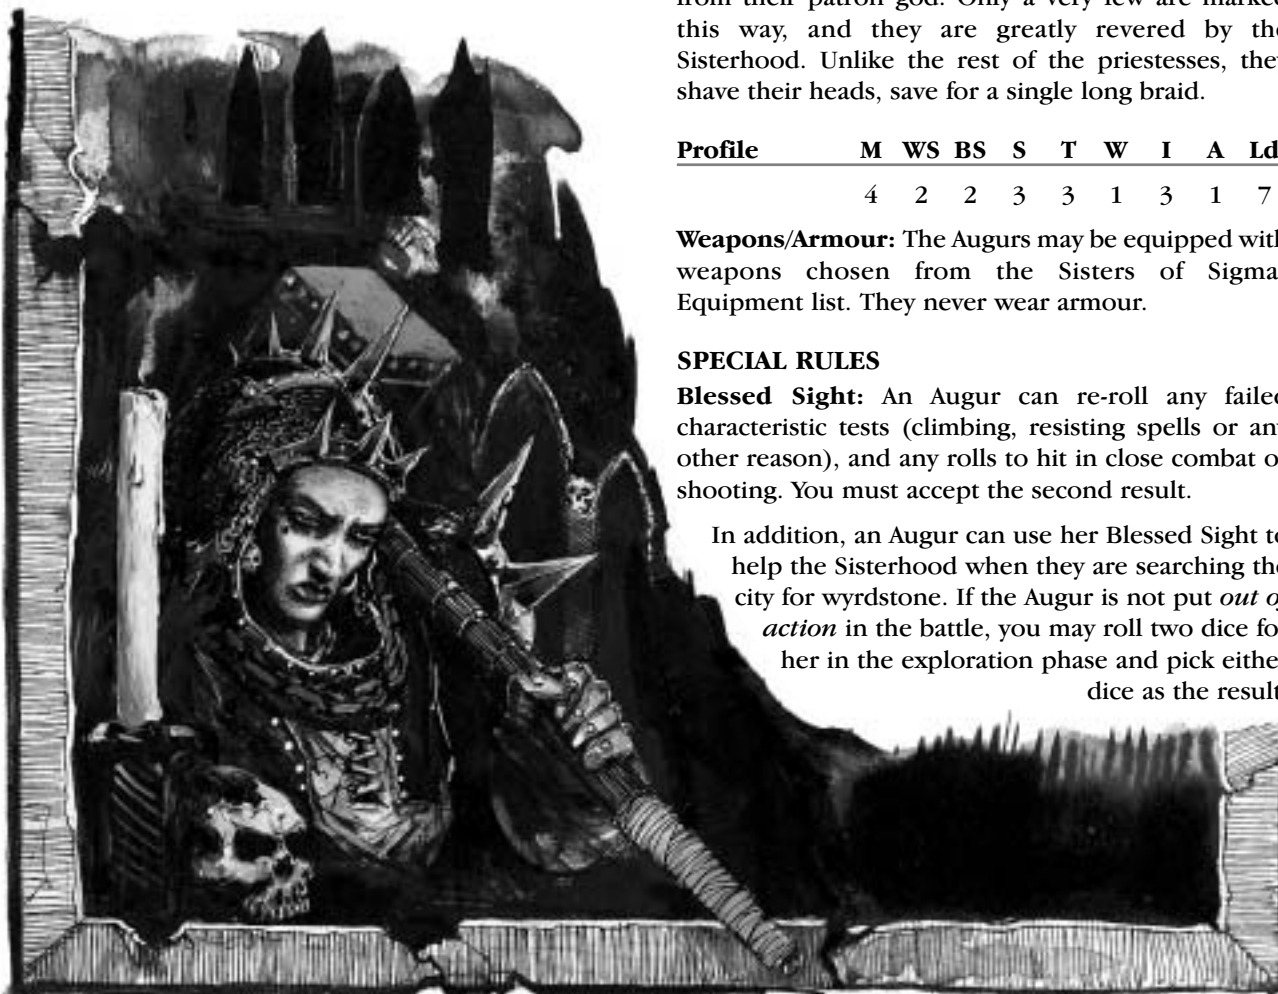 from their patron god. Only a very few are marked
this way, and they are greatly revered by the
Sisterhood. Unlike the rest of the priestesses, they
shave their heads, save for a single long braid.
Profile M WS BS S T W I A Ld
4 2 2 3 3 1 3 1 7
Weapons/Armour: The Augurs may be equipped with
weapons chosen from the Sisters of Sigma
Equipment list. They never wear armour.
SPECIAL RULES
Blessed Sight: An Augur can re-roll any failed
characteristic tests (climbing, resisting spells or any
other reason), and any rolls to hit in close combat o
shooting. You must accept the second result.
In addition, an Augur can use her Blessed Sight to
help the Sisterhood when they are searching the
city for wyrdstone. If the Augur is not put out o
action in the battle, you may roll two dice fo
her in the exploration phase and pick eithe
dice as the result